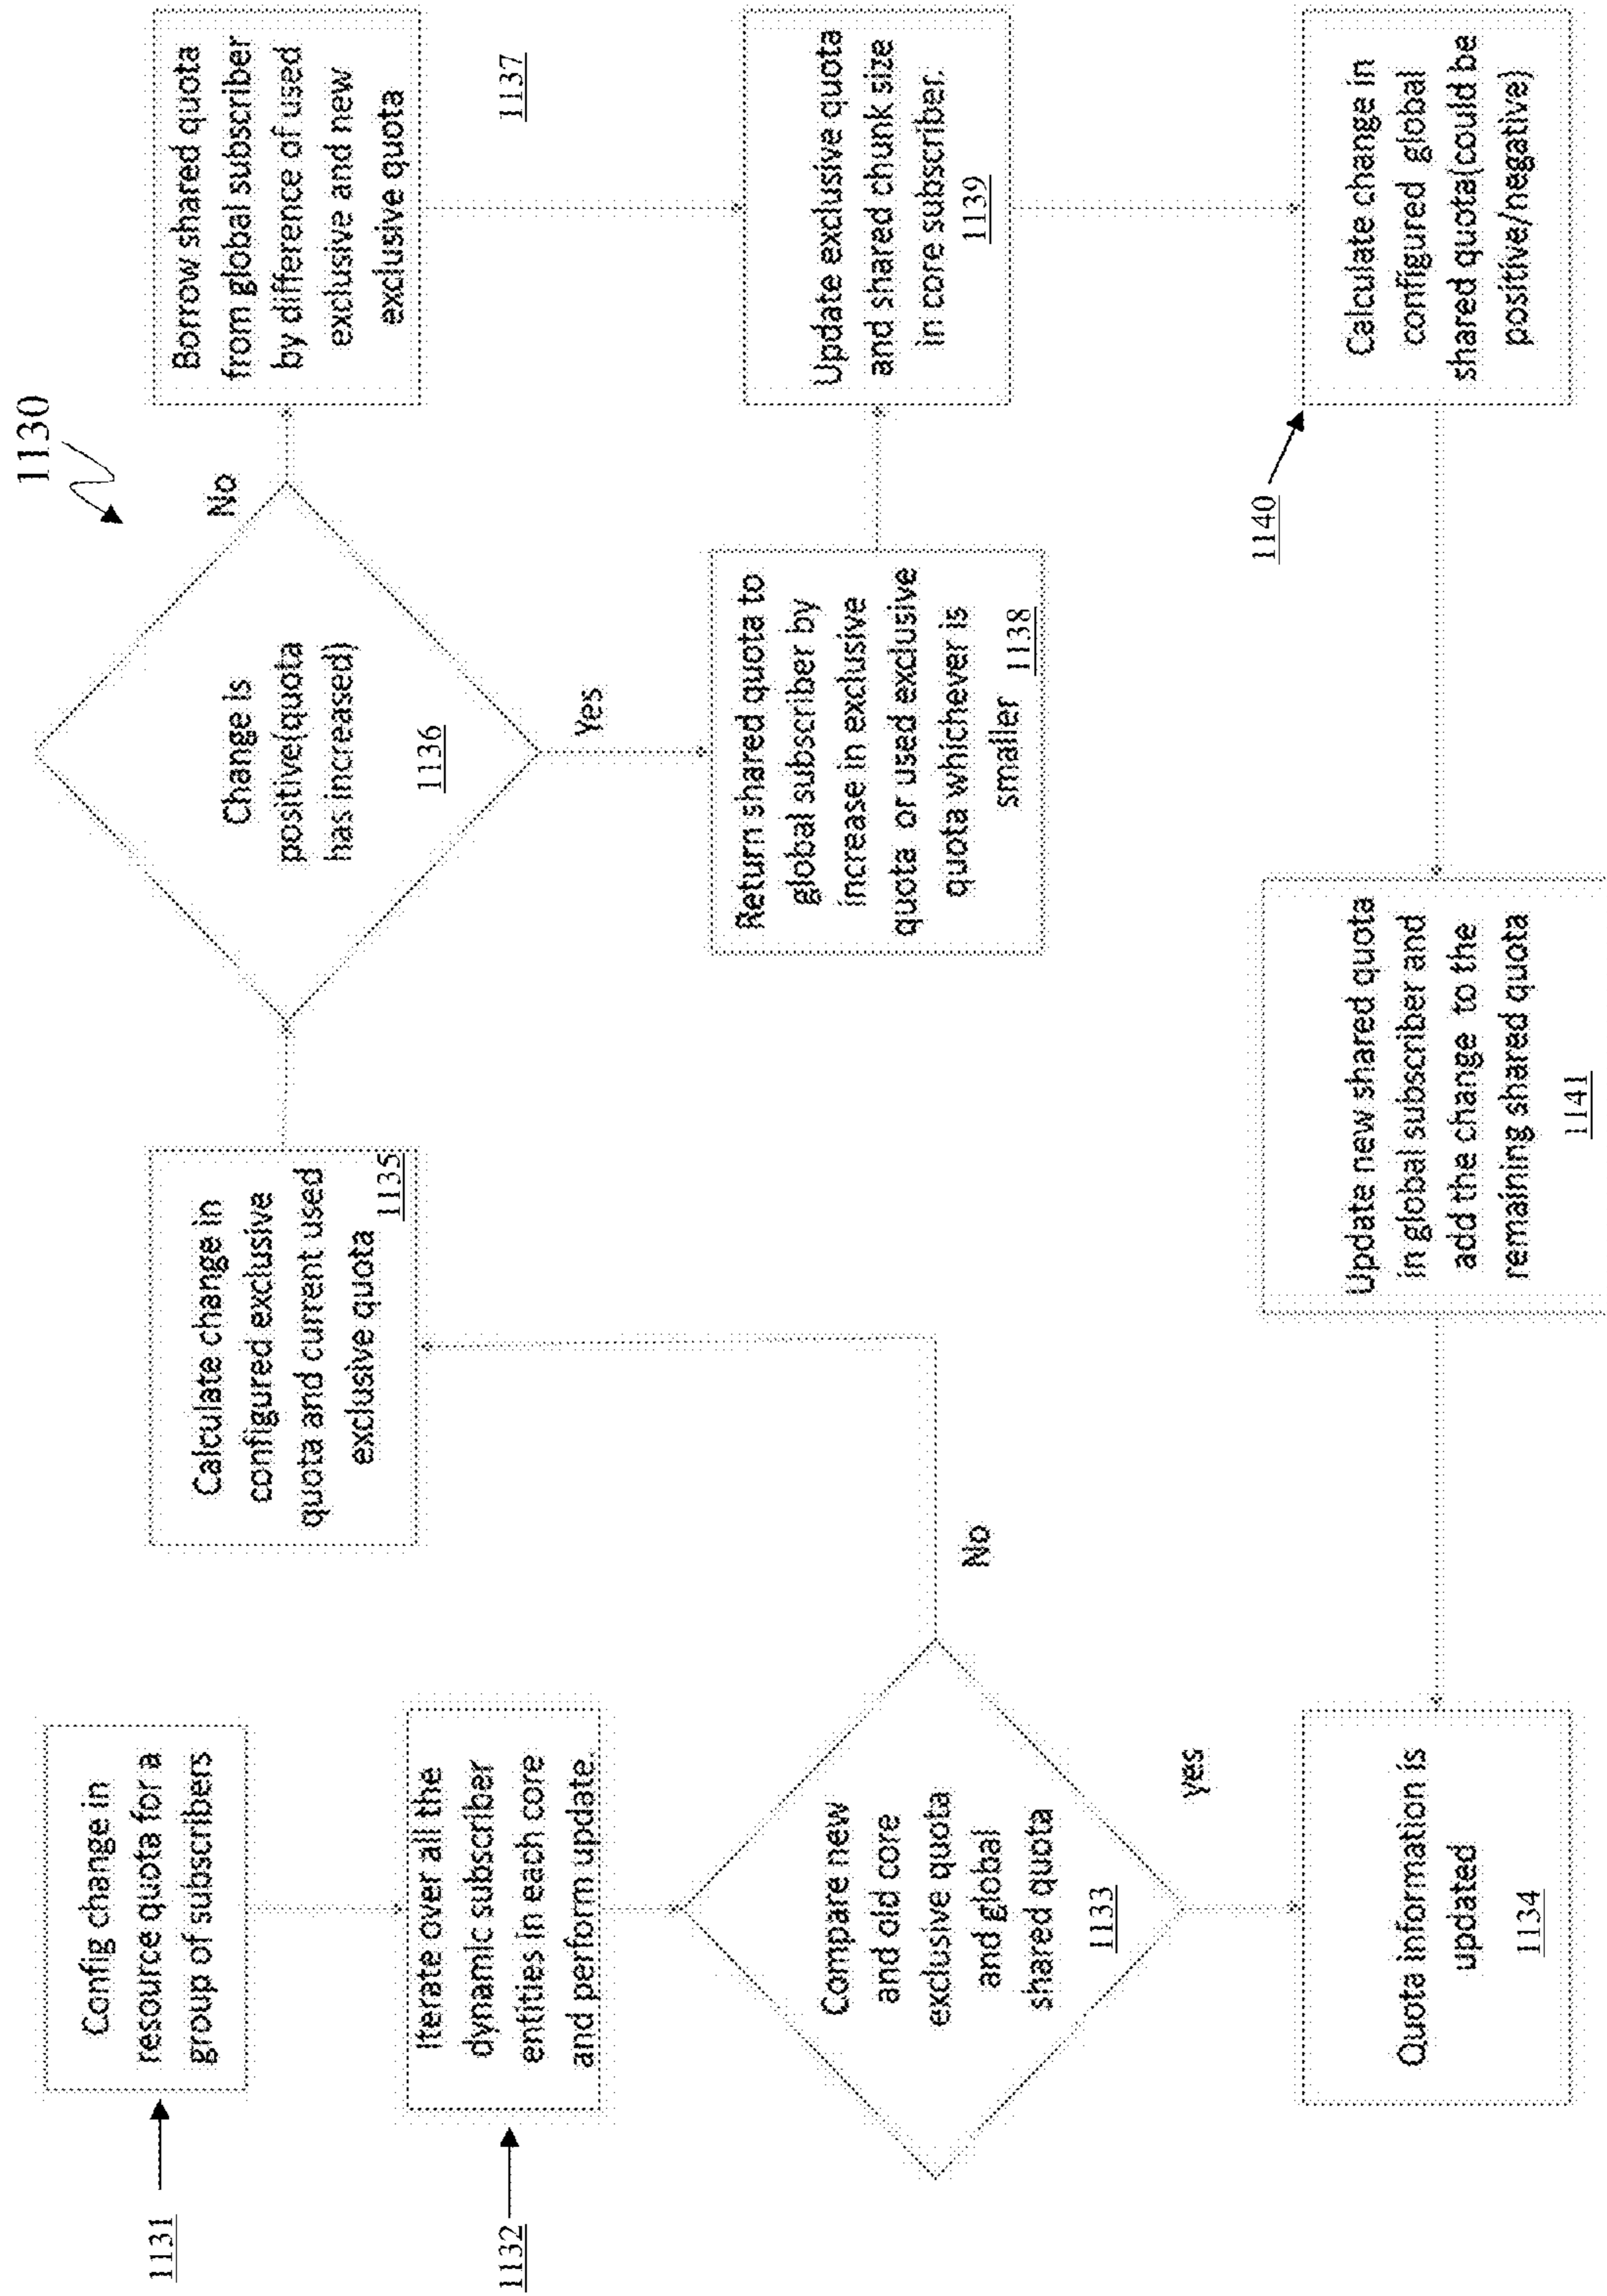 1130
1131
Config change in
resource quota for a
group of subscribers
1132
Iterate over all the
dynamic subscriber
entities in each core
and perform update.
Compare new
and old core
exclusive quota
and global
shared quota
1133
No
yes
Quota information is
updated
1134
Calculate change in
configured exclusive
quota and current used
exclusive quota
1135
Change is
positive(quota
has increased)
1136
No
Yes
Borrow shared quota
from global subscriber
by difference of used
exclusive and new
exclusive quota
1137
Return shared quota to
global subscriber by
increase in exclusive
quota or used exclusive
quota whichever is
smaller
1138
Update exclusive quota
and shared chunk size
in core subscriber.
1139
1140
Calculate change in
configured global
shared quota(could be
positive/negative)
Update new shared quota
in global subscriber and
add the change to the
remaining shared quota
1141